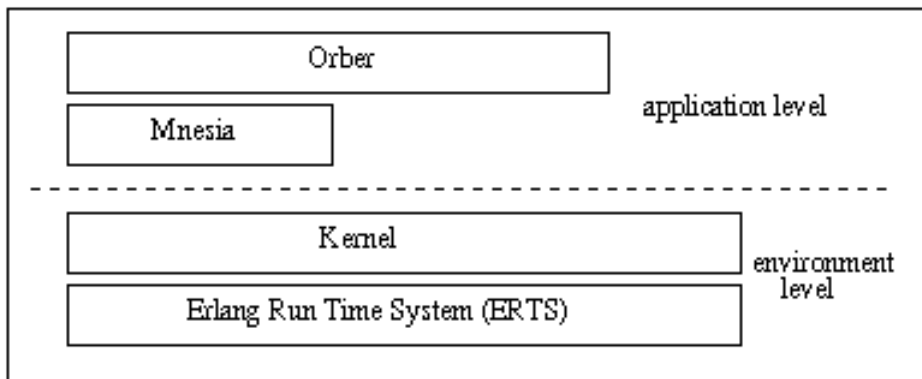 Orber
application level
Mnesia
Kernel
environment
level
Erlang Run Time System (ERTS)